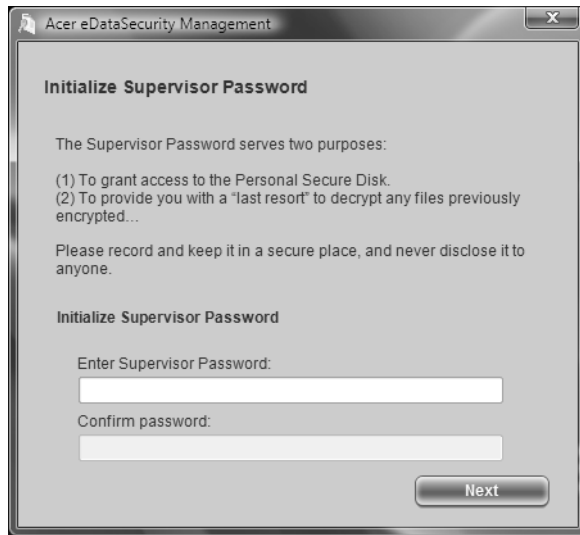 Acer eDataSecurity Management
Initialize Supervisor Password
The Supervisor Password serves two purposes:
(1) To grant access to the Personal Secure Disk.
(2) To provide you with a “last resort” to decrypt any files previously
encrypted...
Please record and keep it in a secure place, and never disclose it to
anyone.
Initialize Supervisor Password
Enter Supervisor Password:
Confirm password:
Next